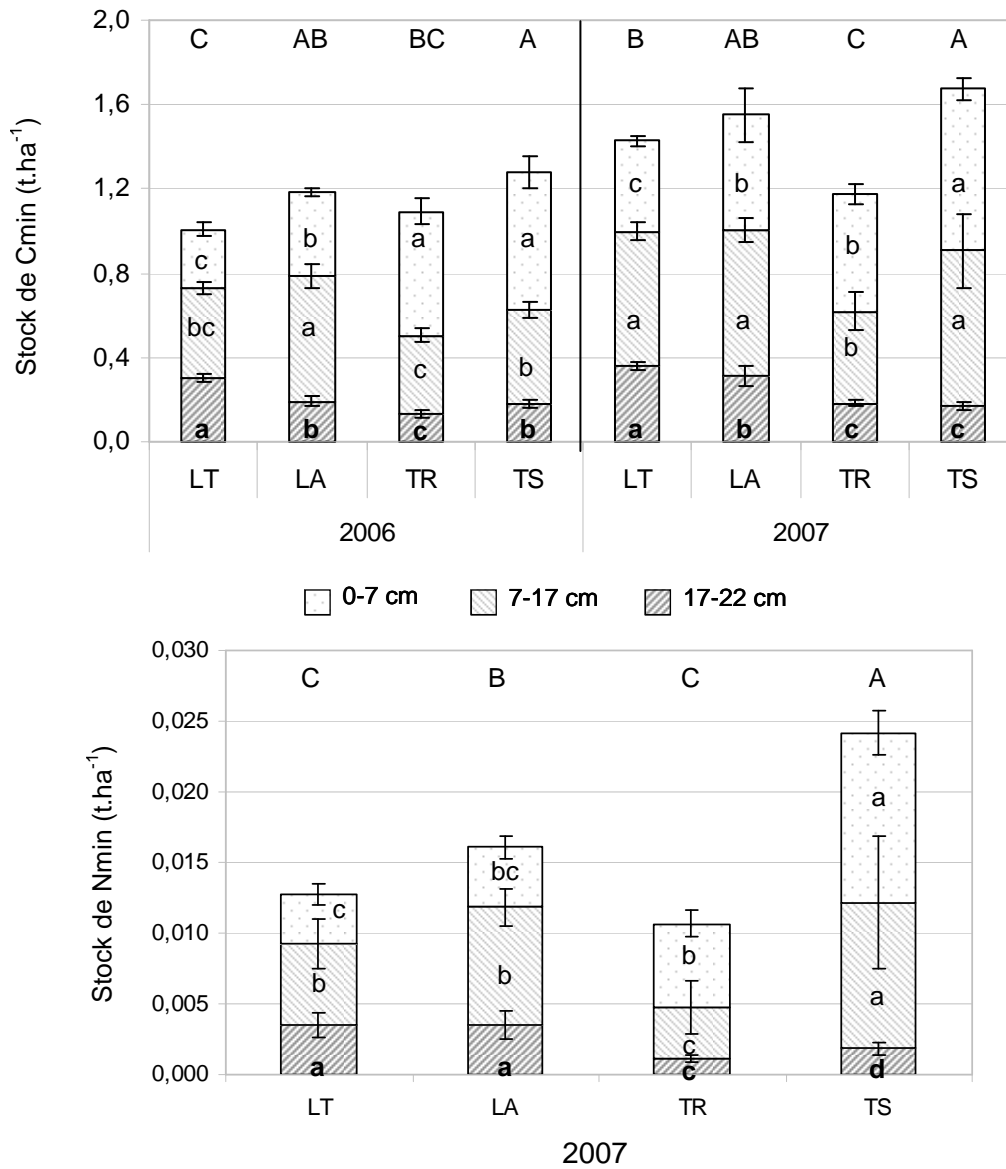 2,0
C AB BC A B AB C A
1,6
1,2
0,8
0,4
0,0
Stock de Cmin (t.ha-1)
c b a a c b b a
bc a c b a a b a
a b c b a b c c
LT LA TR TS LT LA TR TS
2006 2007
0-7 cm 7-17 cm 17-22 cm
0,030
C B C A
0,025
0,020
0,015
0,010
0,005
0,000
Stock de Nmin (t.ha-1)
c bc b a
b b c a
a a c d
LT LA TR TS
2007